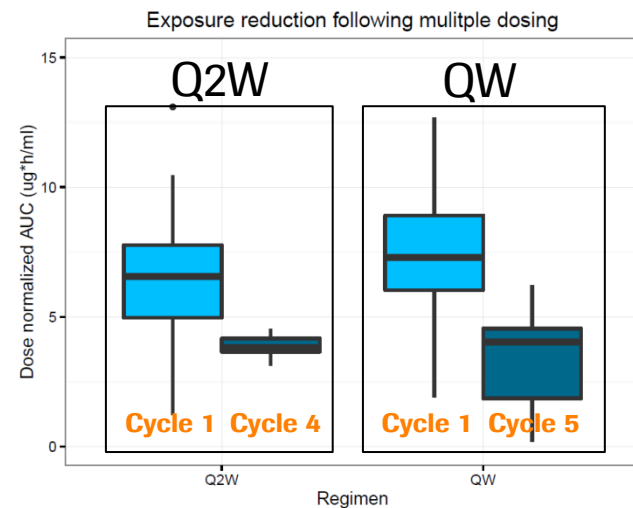 Exposure reduction following mulitple dosing
Dose normalized AUC (ug*h/ml)
15
10
5
0
Q2W
QW
Cycle 1 Cycle 4
Cycle 1 Cycle 5
Q2W
QW
Regimen